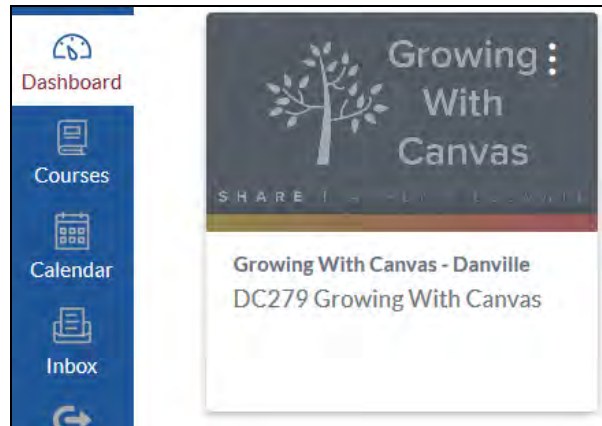 Dashboard
Courses
Calendar
Inbox
Growing
With
Canvas
SHARE
Growing With Canvas - Danville
DC279 Growing With Canvas